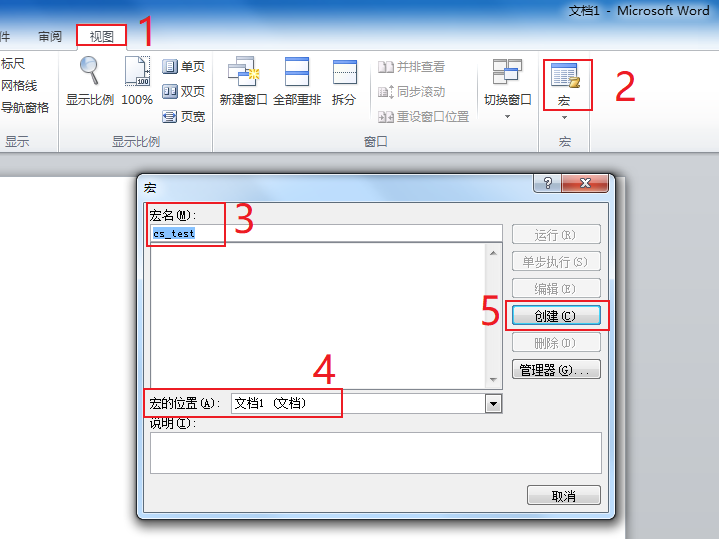 文档1 - Microsoft Word
件 审阅 视图 1
标尺
网格线
导航窗格
显示
显示比例 100%
100
单页
双页
页宽
显示比例
新建窗口 全部重排 拆分
并排查看
同步滚动
重设窗口位置
切换窗口
窗口
宏 2
宏
宏
宏名(M):
3
cs_test
运行(R)
单步执行(S)
编辑(E)
5 创建(C)
删除(D)
管理器(G)...
4
宏的位置(A): 文档1 (文档)
说明(I):
取消